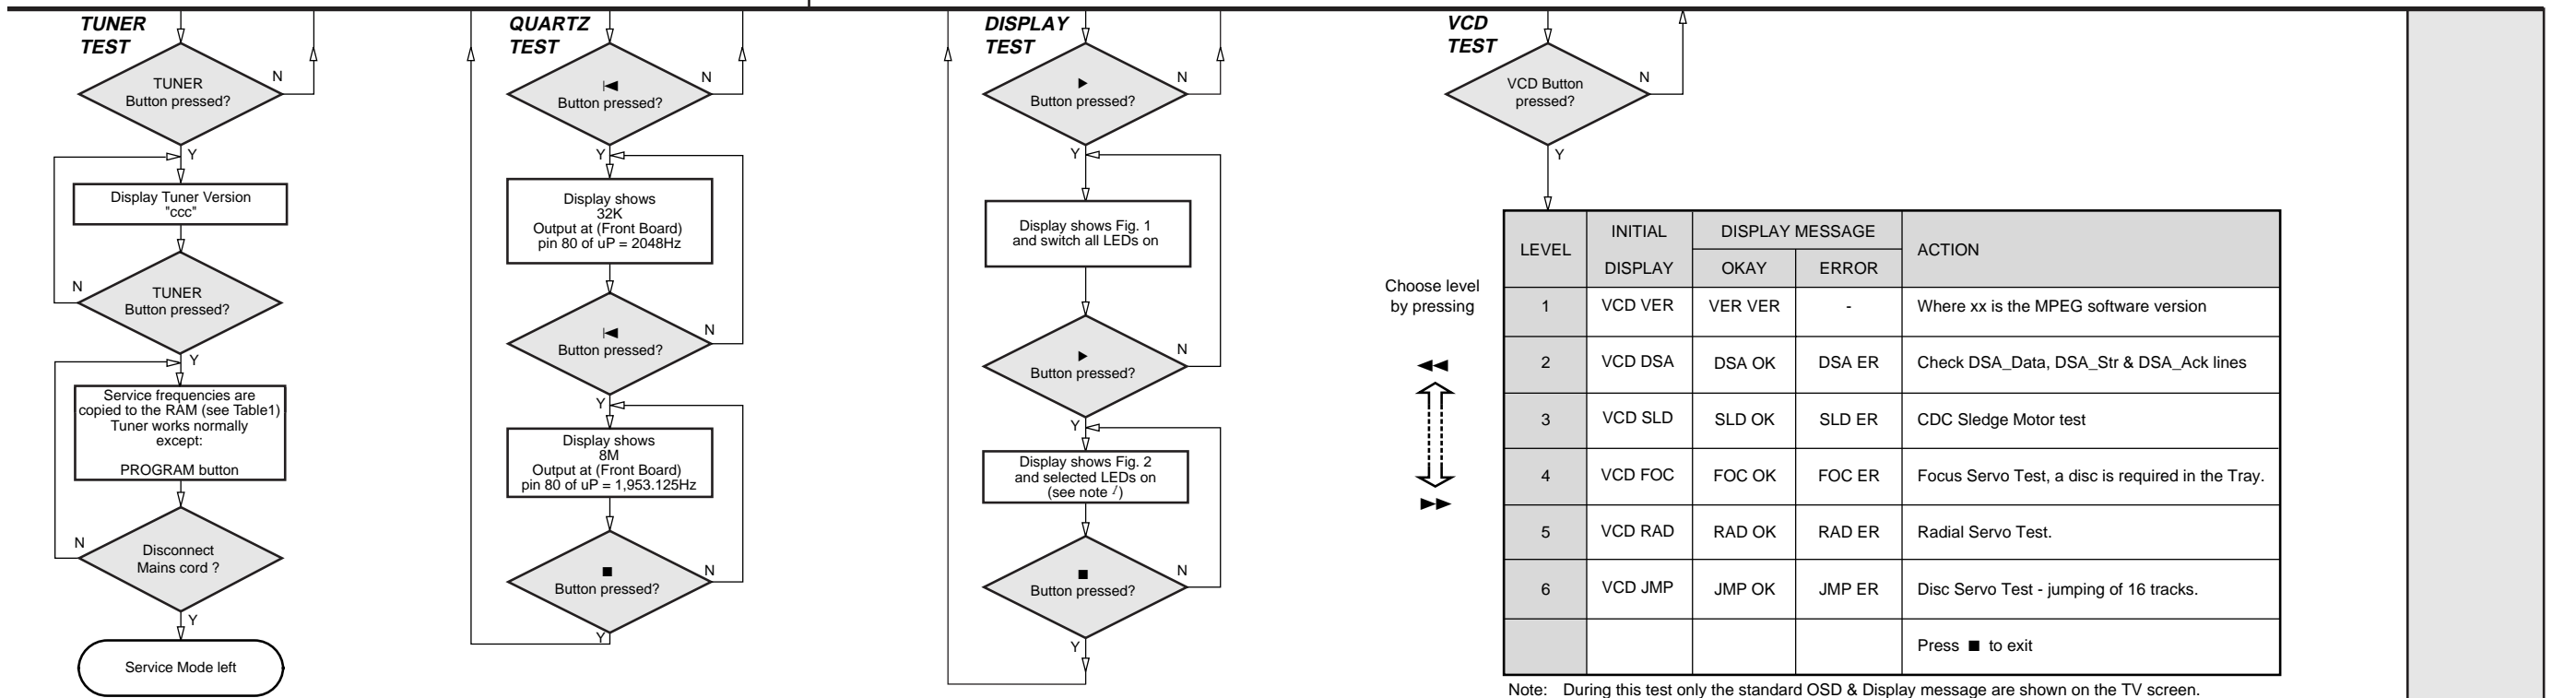 TUNER
TEST
TUNER
Button pressed?
N
Y
Display Tuner Version
"ccc"
TUNER
Button pressed?
N
Y
Service frequencies are
copied to the RAM (see Table1)
Tuner works normally
except:
PROGRAM button
Disconnect
Mains cord ?
N
Y
Service Mode left
QUARTZ
TEST
Button pressed?
N
Y
Display shows
32K
Output at (Front Board)
pin 80 of uP = 2048Hz
Button pressed?
N
Y
Display shows
8M
Output at (Front Board)
pin 80 of uP = 1,953.125Hz
■
Button pressed?
N
Y
DISPLAY
TEST
▶
Button pressed?
N
Y
Display shows Fig. 1
and switch all LEDs on
▶
Button pressed?
N
Y
Display shows Fig. 2
and selected LEDs on
(see note 1)
■
Button pressed?
N
Y
VCD
TEST
VCD Button
pressed?
N
Y
Choose level
by pressing
◀◀
▶▶
LEVEL INITIAL DISPLAY DISPLAY MESSAGE OKAY ERROR ACTION
1 VCD VER VER VER - Where xx is the MPEG software version
2 VCD DSA DSA OK DSA ER Check DSA_Data, DSA_Str & DSA_Ack lines
3 VCD SLD SLD OK SLD ER CDC Sledge Motor test
4 VCD FOC FOC OK FOC ER Focus Servo Test, a disc is required in the Tray.
5 VCD RAD RAD OK RAD ER Radial Servo Test.
6 VCD JMP JMP OK JMP ER Disc Servo Test - jumping of 16 tracks.
Press ■ to exit
Note: During this test only the standard OSD & Display message are shown on the TV screen.